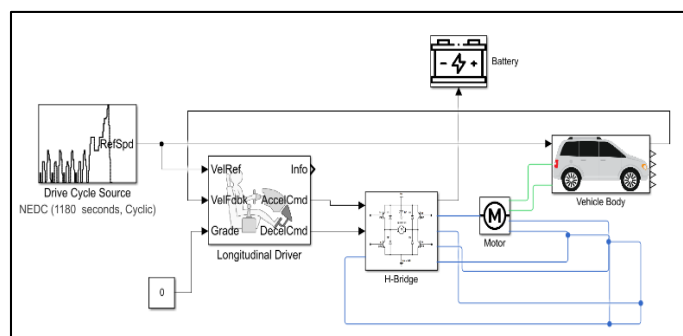 - +
Battery
RefSpd
Drive Cycle Source
NEDC (1180 seconds, Cyclic)
VelRef
Info
VelFdbk
AccelCmd
Grade
DecelCmd
Longitudinal Driver
0
H-Bridge
M
Motor
Vehicle Body